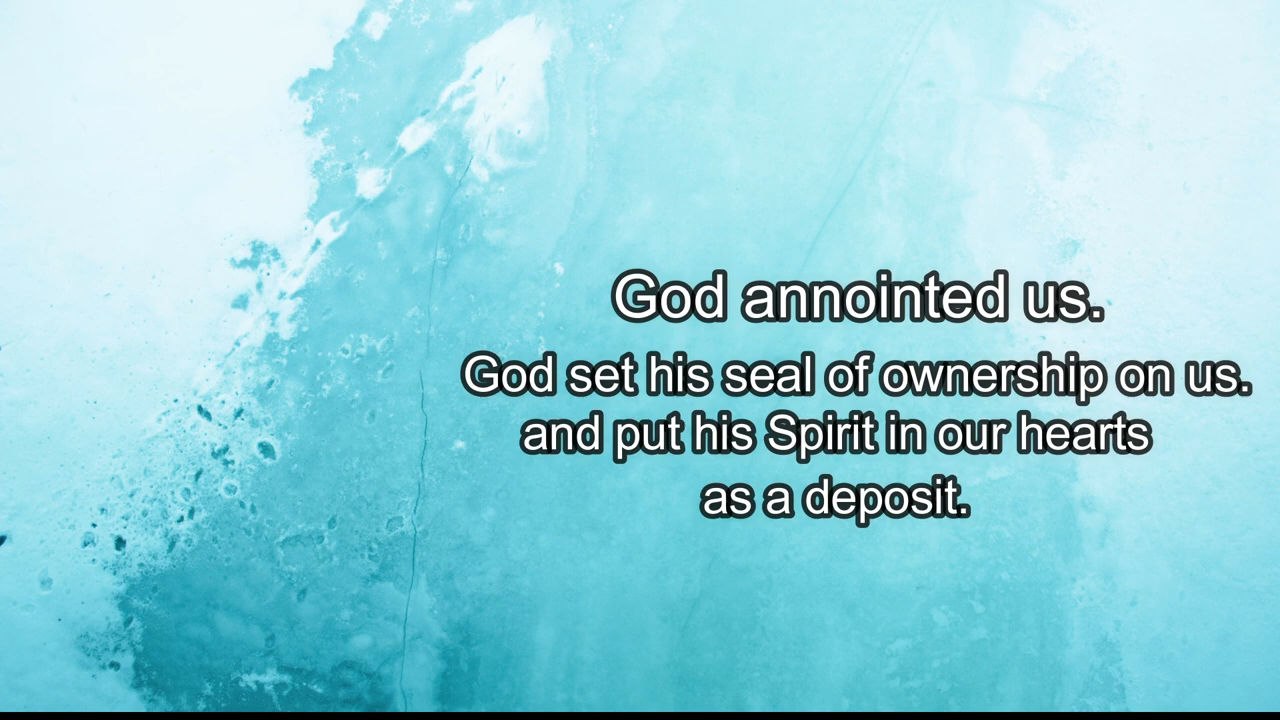 God annointed us.
God set his seal of ownership on us.
and put his Spirit in our hearts
as a deposit.